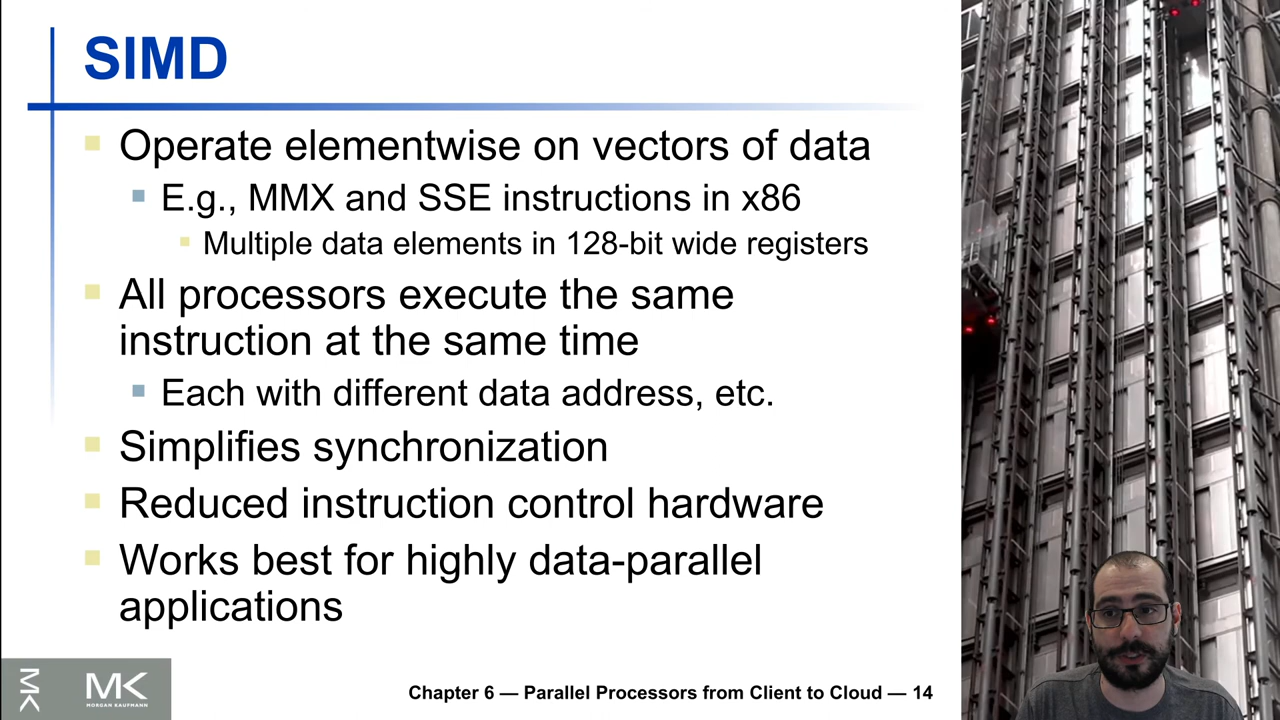 SIMD
Operate elementwise on vectors of data
E.g., MMX and SSE instructions in x86
Multiple data elements in 128-bit wide registers
All processors execute the same
instruction at the same time
Each with different data address, etc.
Simplifies synchronization
Reduced instruction control hardware
Works best for highly data-parallel
applications
MK
MK
MORGAN KAUFMANN
Chapter 6 — Parallel Processors from Client to Cloud — 14